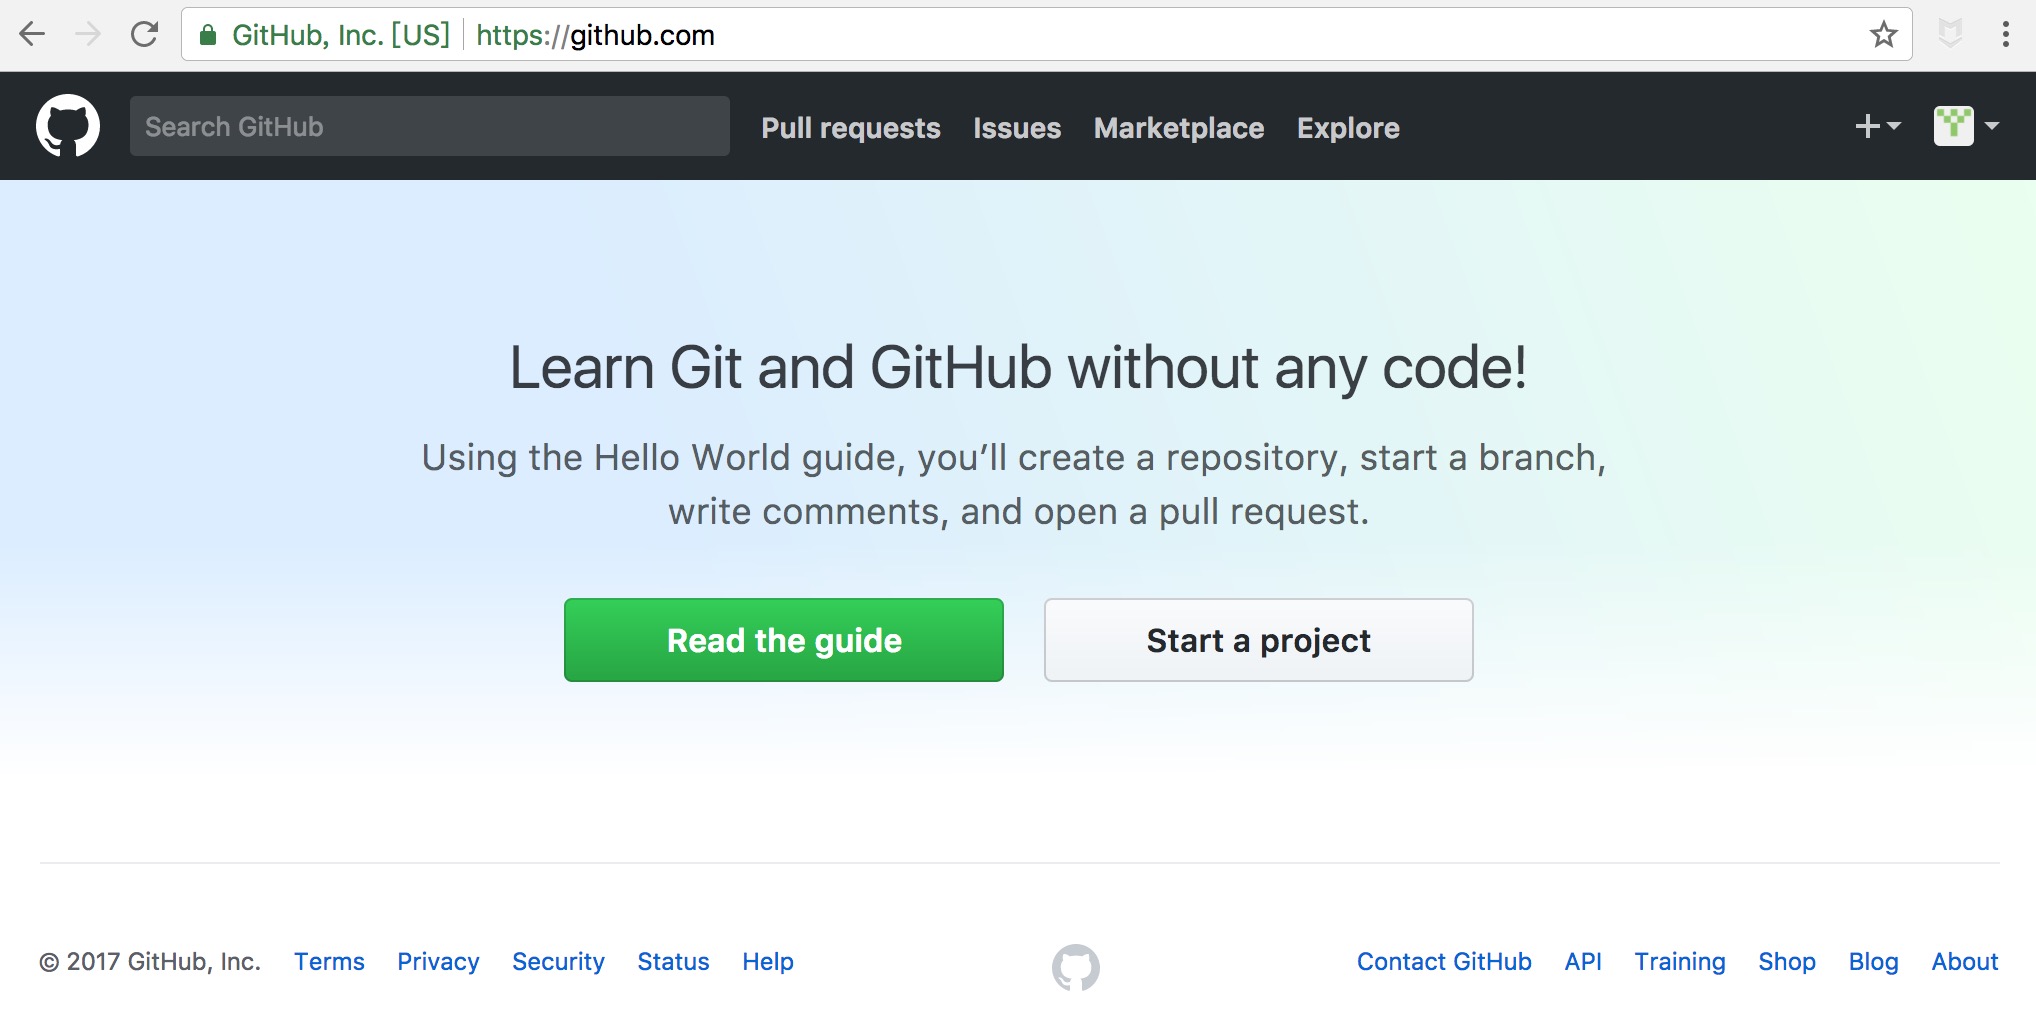 GitHub, Inc. [US] https://github.com
Search GitHub Pull requests Issues Marketplace Explore
Learn Git and GitHub without any code!
Using the Hello World guide, you’ll create a repository, start a branch,
write comments, and open a pull request.
Read the guide Start a project
© 2017 GitHub, Inc. Terms Privacy Security Status Help Contact GitHub API Training Shop Blog About